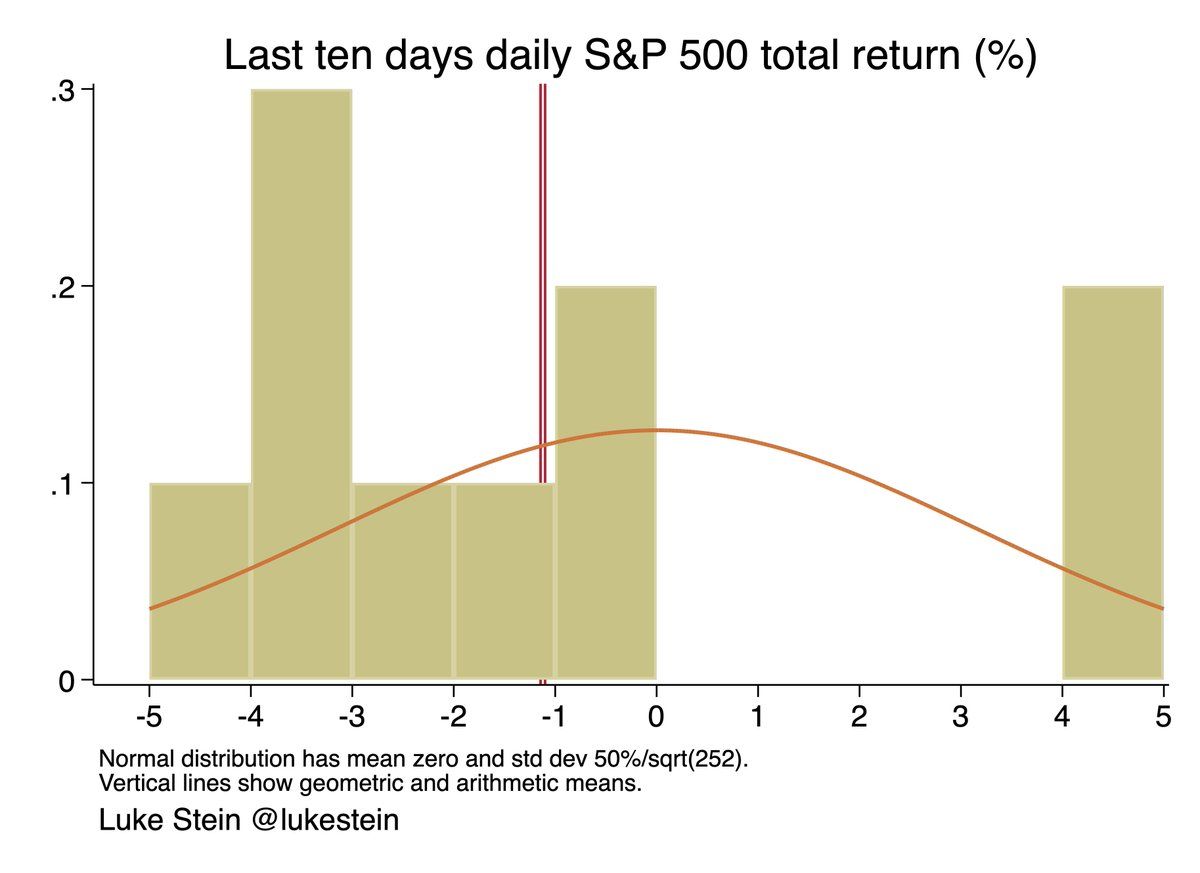 Last ten days daily S&P 500 total return (%)
.3
.2
.1
0
-5 -4 -3 -2 -1 0 1 2 3 4 5
Normal distribution has mean zero and std dev 50%/sqrt(252).
Vertical lines show geometric and arithmetic means.
Luke Stein @lukestein